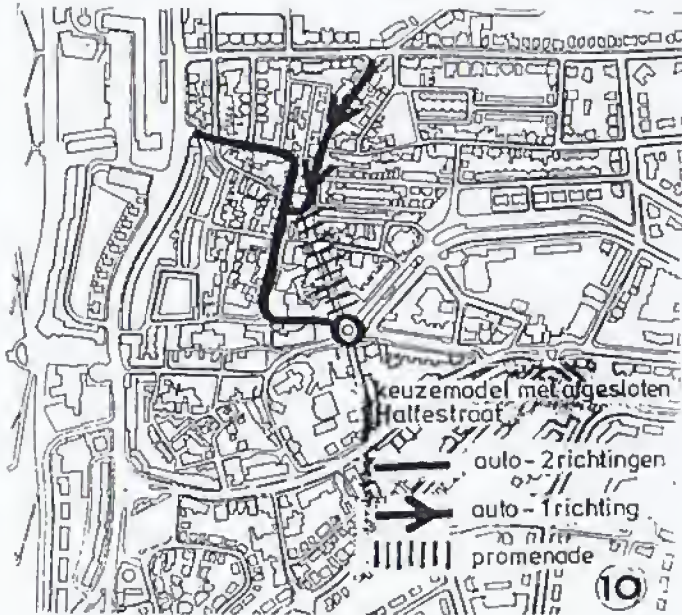 keuzemodel met afgesloten
Haltestraat
auto-2richtingen
auto-1richting
promenade
10